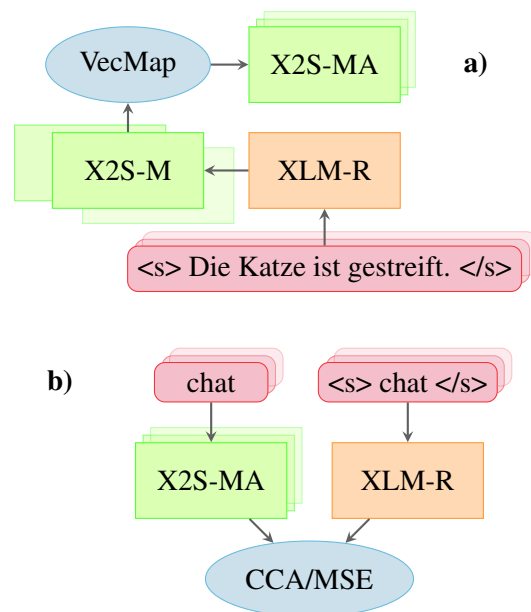 VecMap
X2S-MA
a)
X2S-M
XLM-R
<s> Die Katze ist gestreift. </s>
b)
chat
<s> chat </s>
X2S-MA
XLM-R
CCA/MSE